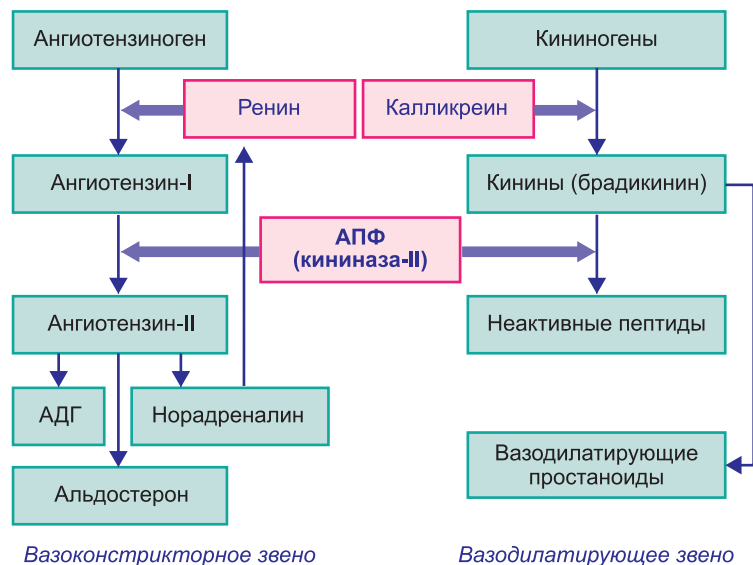 Ангиотензиноген
Кининогены
Ренин
Калликреин
Ангиотензин-I
Кинины (брадикинин)
АПФ
(кининаза-II)
Ангиотензин-II
Неактивные пептиды
АДГ
Норадреналин
Вазодилатирующие
простаноиды
Альдостерон
Вазоконстрикторное звено
Вазодилатирующее звено